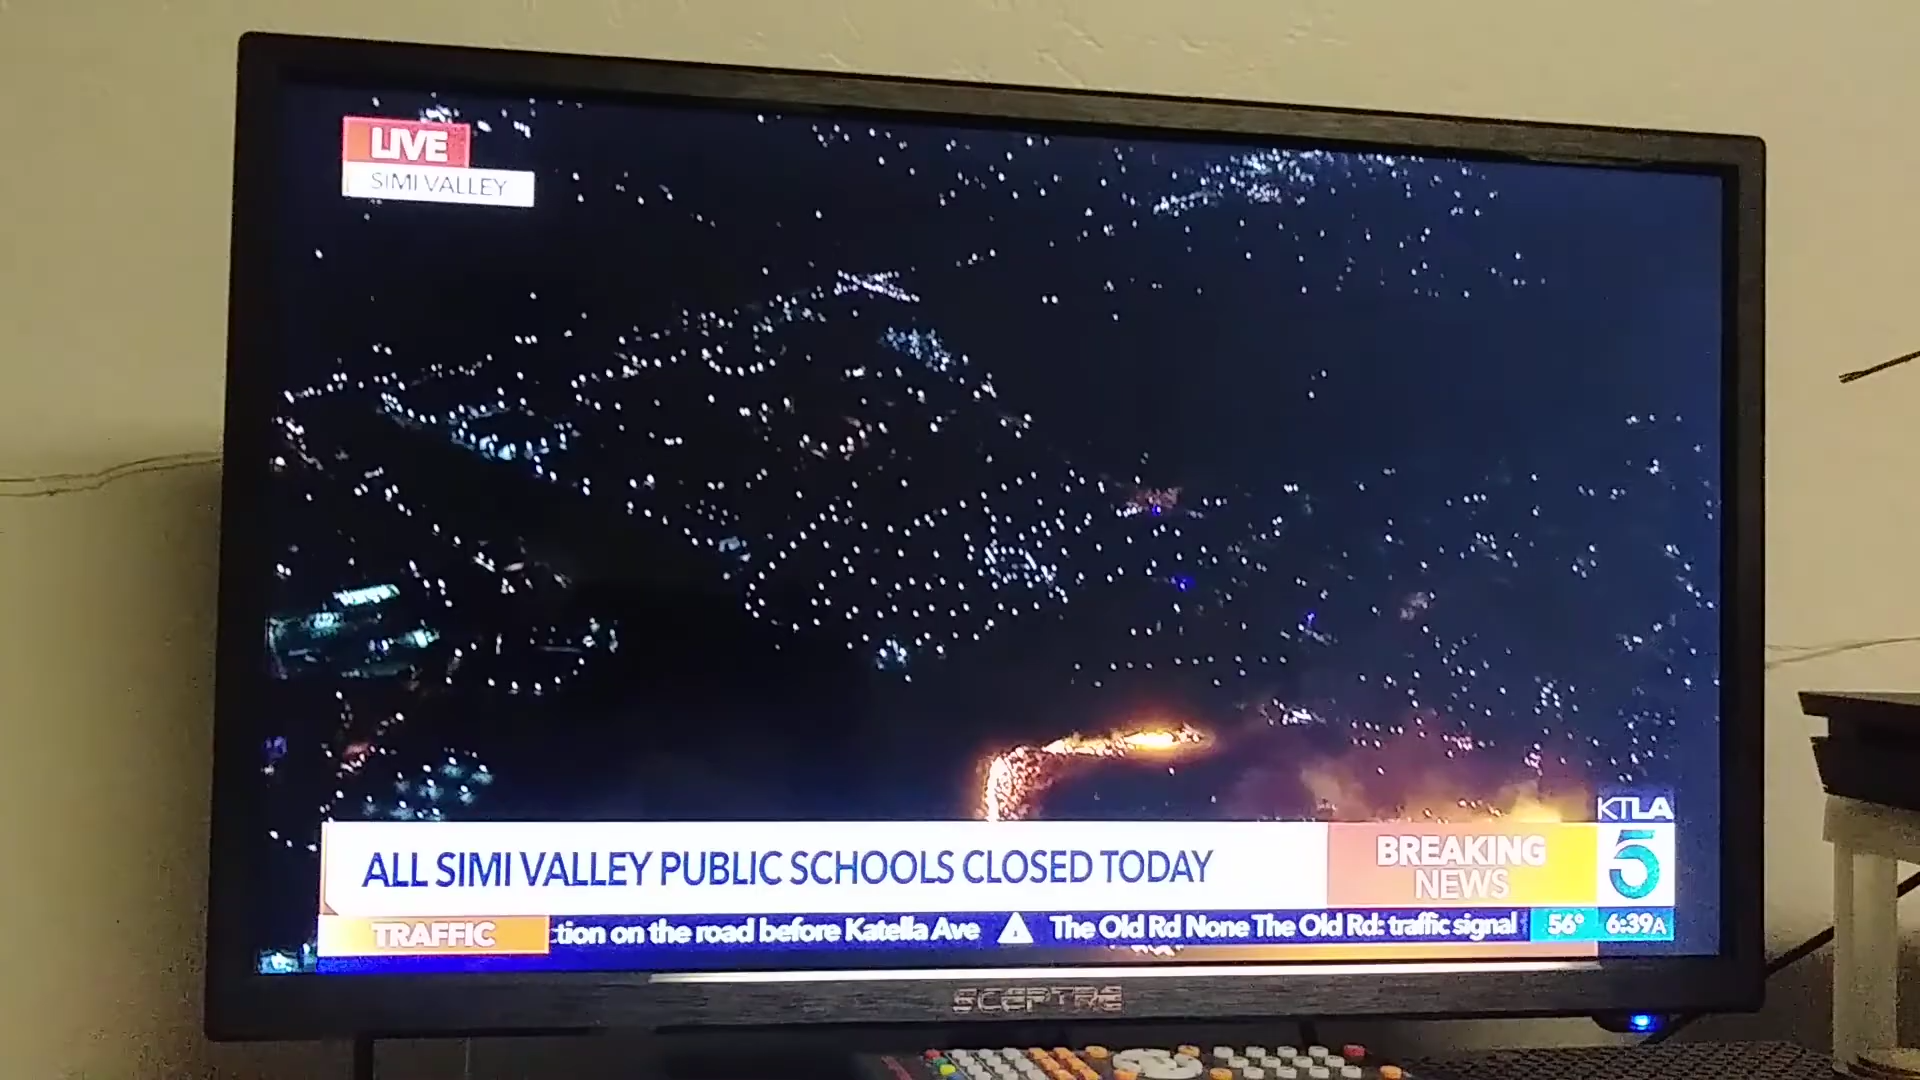 LIVE
SIMI VALLEY
KTLA
5
ALL SIMI VALLEY PUBLIC SCHOOLS CLOSED TODAY
BREAKING
NEWS
TRAFFIC
ction on the road before Katella Ave
The Old Rd None The Old Rd: traffic signal
56°
6:39A
SCEPTRE